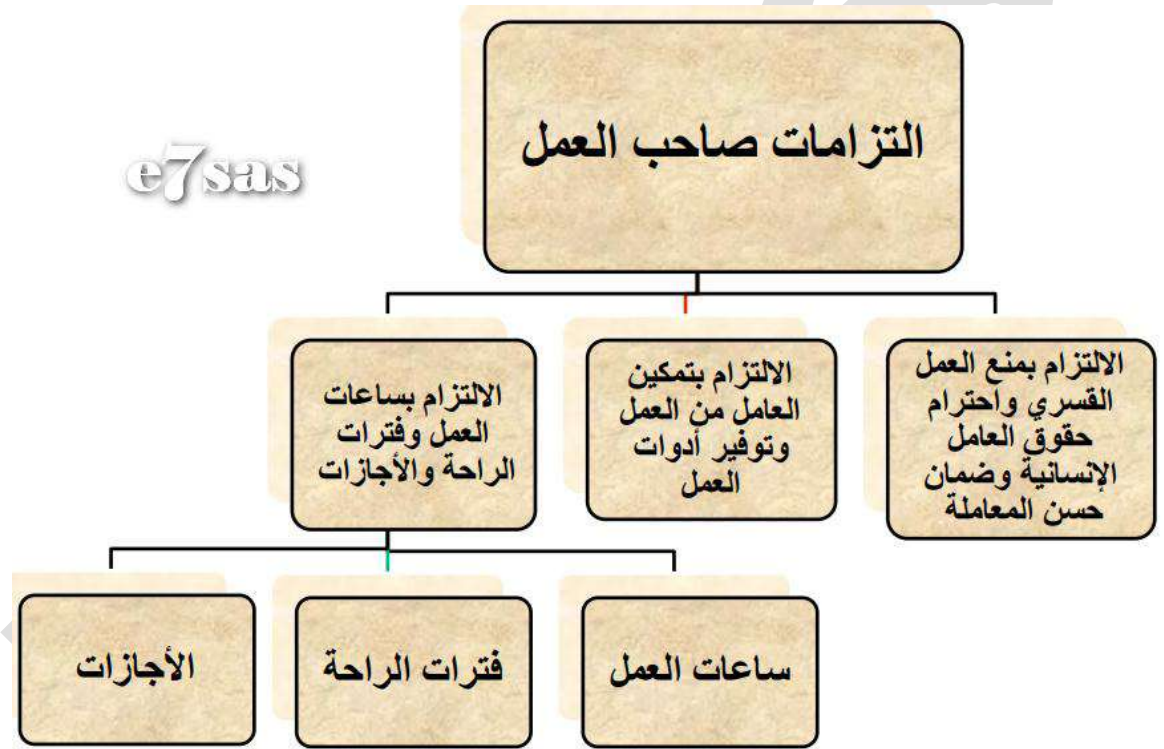 التزامات صاحب العمل
e7sas
الالتزام بمنع العمل
القسري واحترام
حقوق العامل
الإنسانية وضمان
حسن المعاملة
الالتزام بتمكين
العامل من العمل
وتوفير أدوات
العمل
الالتزام بساعات
العمل وفترات
الراحة والأجازات
ساعات العمل
فترات الراحة
الأجازات